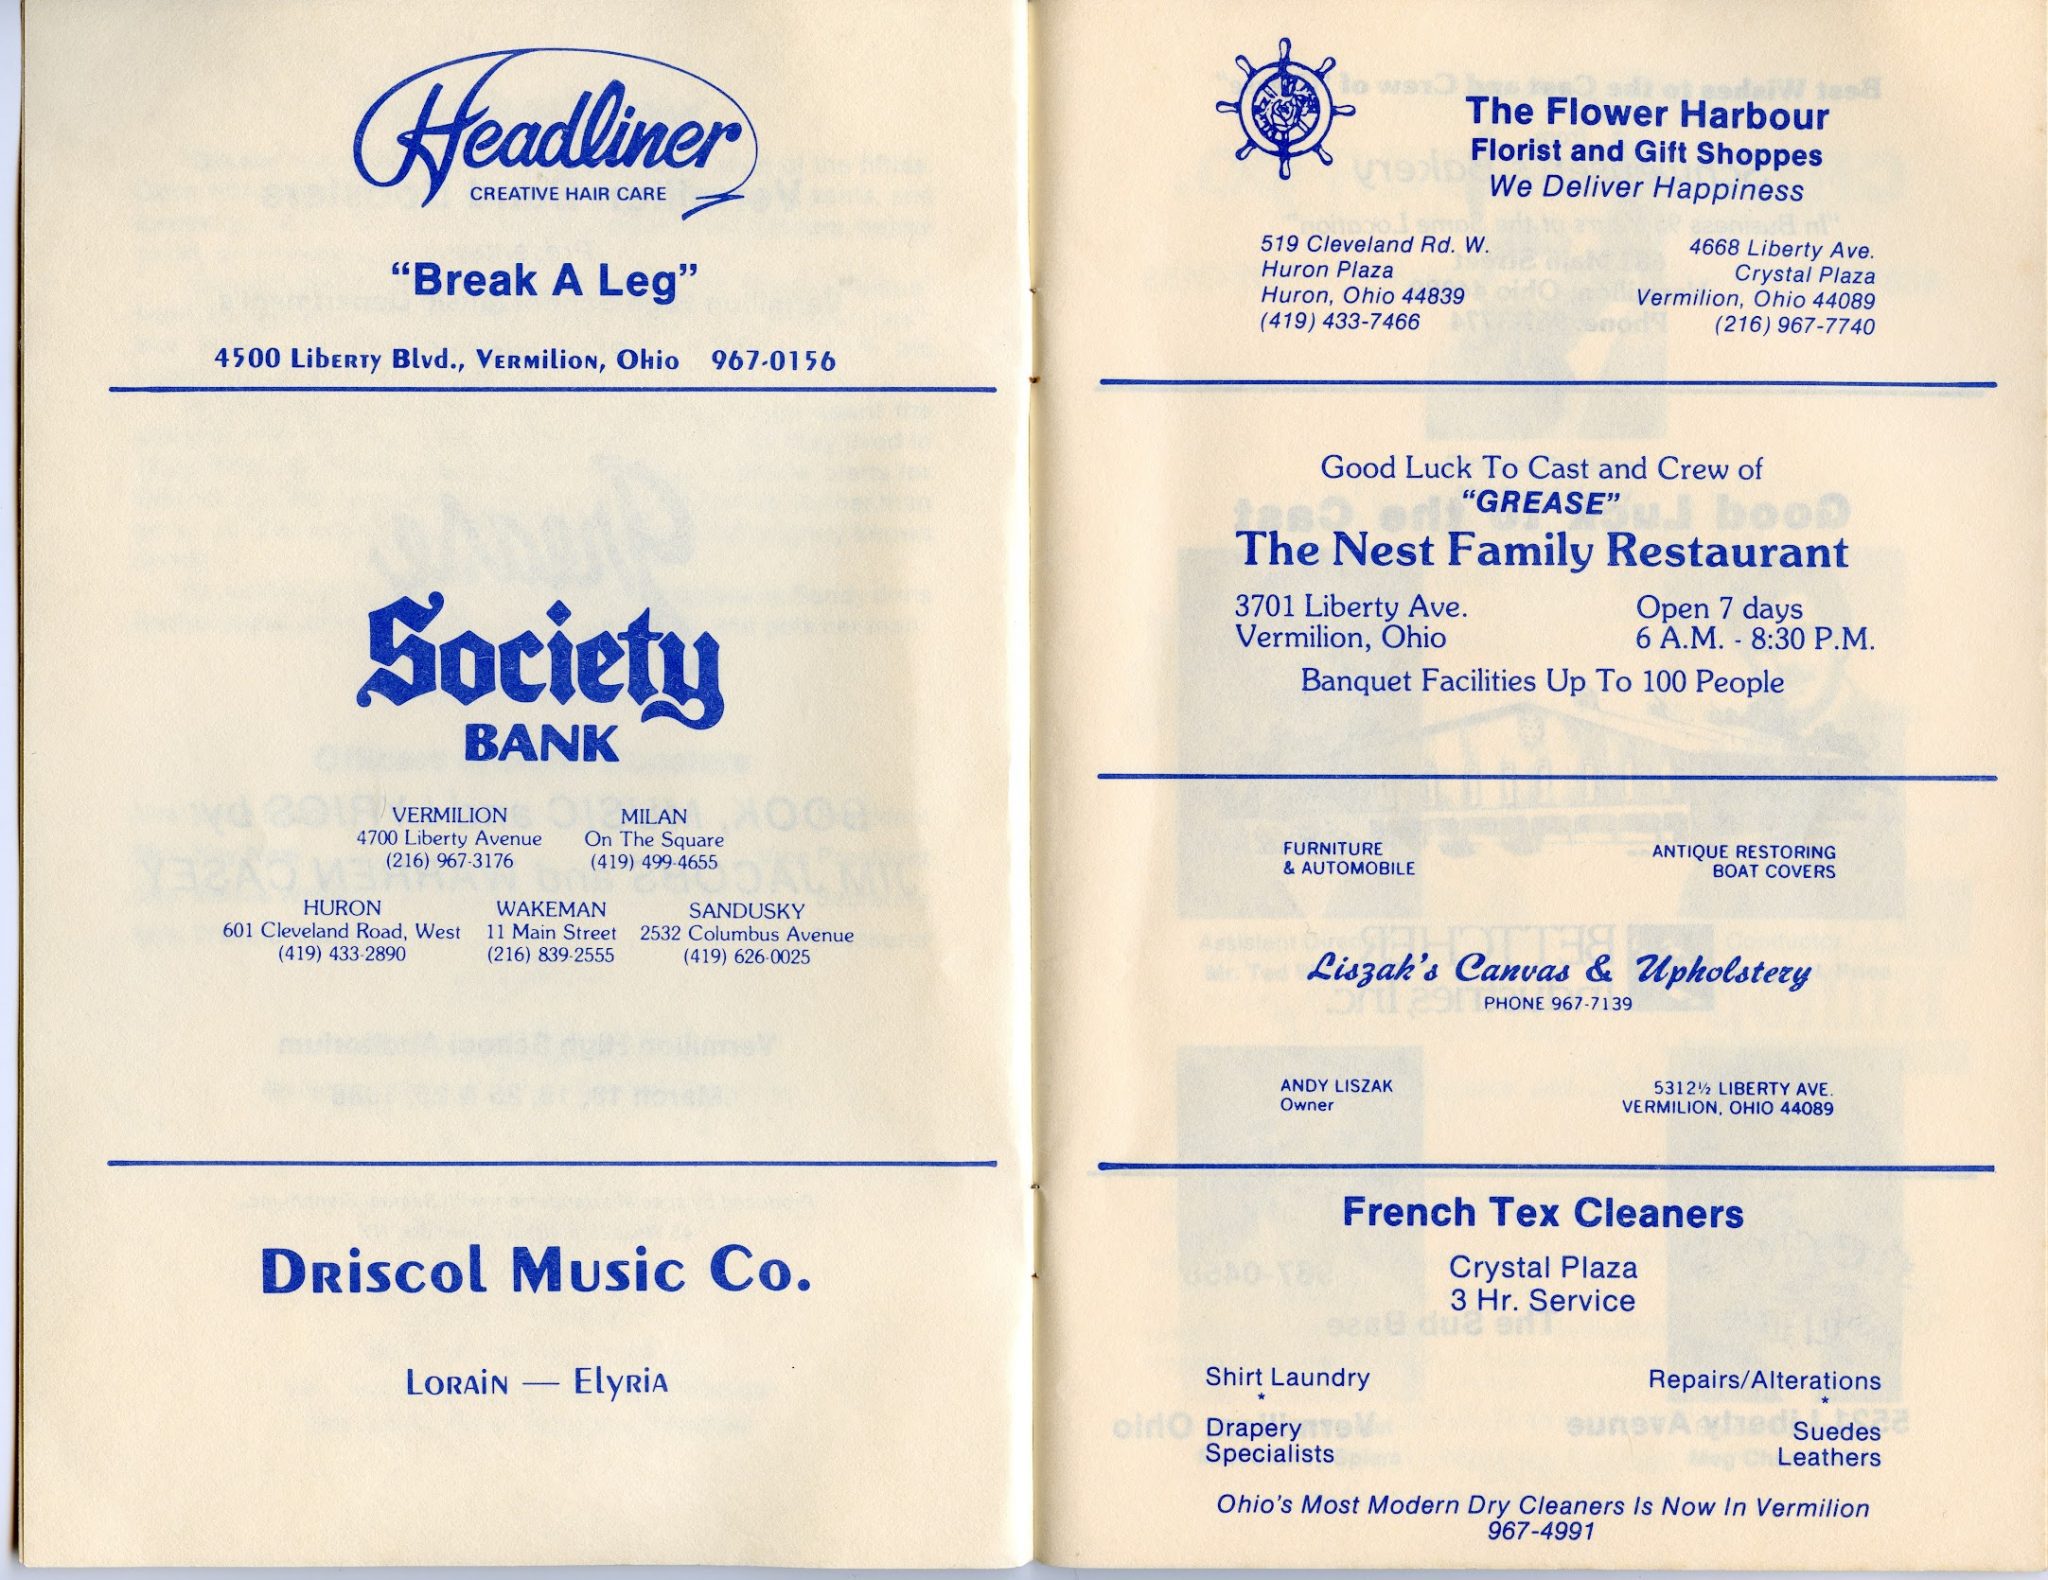 Headliner
CREATIVE HAIR CARE
"Break A Leg"
4500 Liberty Blvd., Vermilion, Ohio 967-0156
Society
BANK
VERMILION
4700 Liberty Avenue
(216) 967-3176
MILAN
On The Square
(419) 499-4655
HURON
601 Cleveland Road, West
(419) 433-2890
WAKEMAN
11 Main Street
(216) 839-2555
SANDUSKY
2532 Columbus Avenue
(419) 626-0025
Driscol Music Co.
Lorain — Elyria
The Flower Harbour
Florist and Gift Shoppes
We Deliver Happiness
519 Cleveland Rd. W.
Huron Plaza
Huron, Ohio 44839
(419) 433-7466
4668 Liberty Ave.
Crystal Plaza
Vermilion, Ohio 44089
(216) 967-7740
Good Luck To Cast and Crew of
"GREASE"
The Nest Family Restaurant
3701 Liberty Ave.
Vermilion, Ohio
Open 7 days
6 A.M. - 8:30 P.M.
Banquet Facilities Up To 100 People
FURNITURE
& AUTOMOBILE
ANTIQUE RESTORING
BOAT COVERS
Liszak's Canvas & Upholstery
PHONE 967-7139
ANDY LISZAK
Owner
5312½ LIBERTY AVE.
VERMILION, OHIO 44089
French Tex Cleaners
Crystal Plaza
3 Hr. Service
Shirt Laundry
*
Drapery
Specialists
Repairs/Alterations
*
Suedes
Leathers
Ohio's Most Modern Dry Cleaners Is Now In Vermilion
967-4991